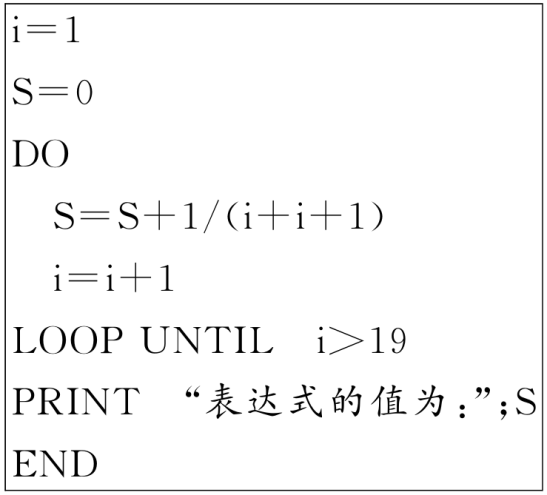 i=1
S=0
DO
S=S+1/(i+i+1)
i=i+1
LOOP UNTIL i>19
PRINT “表达式的值为:”;S
END